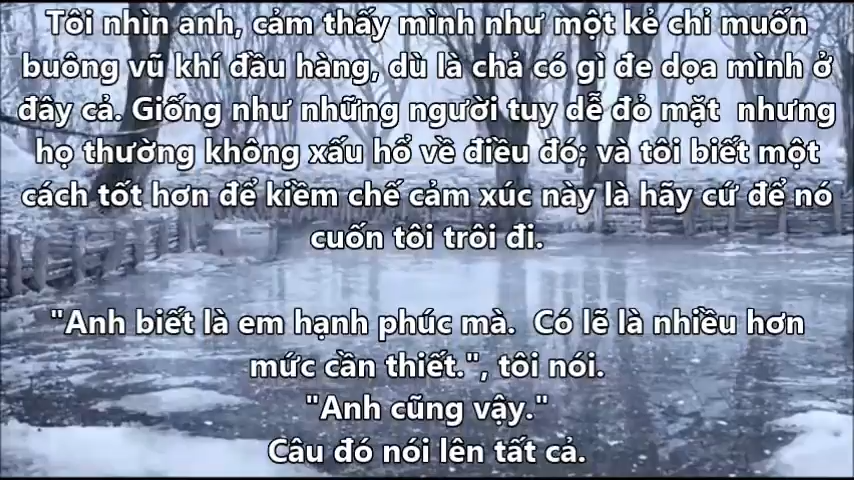 Tôi nhìn anh, cảm thấy mình như một kẻ chỉ muốn
buông vũ khí đầu hàng, dù là chả có gì đe dọa mình ở
đây cả. Giống như những người tuy dễ đỏ mặt  nhưng
họ thường không xấu hổ về điều đó; và tôi biết một
cách tốt hơn để kiềm chế cảm xúc này là hãy cứ để nó
cuốn tôi trôi đi.
"Anh biết là em hạnh phúc mà.  Có lẽ là nhiều hơn
mức cần thiết.", tôi nói.
"Anh cũng vậy."
Câu đó nói lên tất cả.